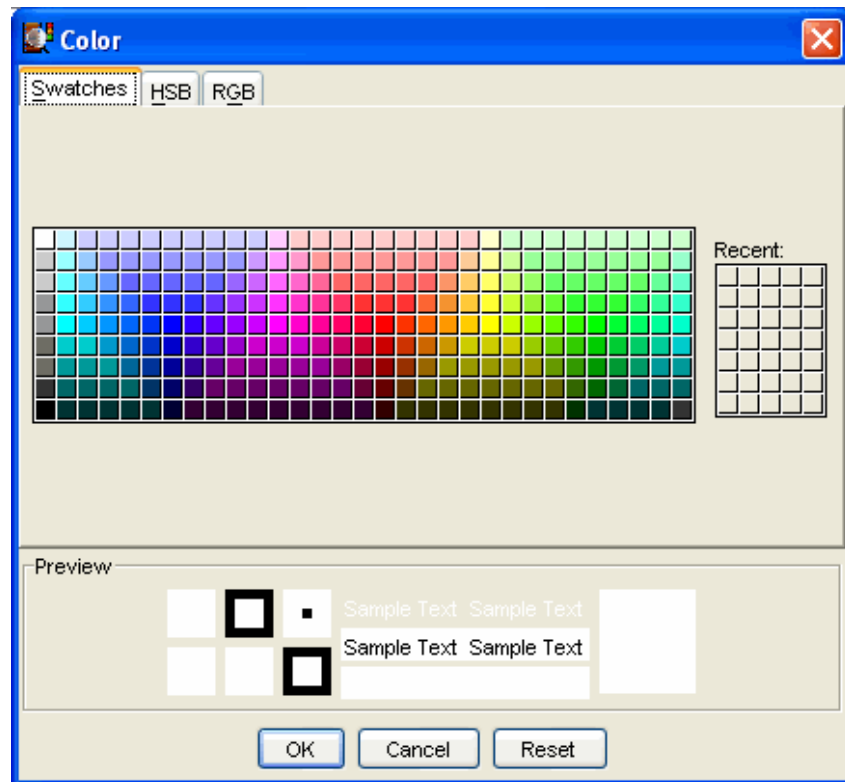 Color
Swatches HSB RGB
Recent:
Preview
Sample Text Sample Text
Sample Text Sample Text
OK Cancel Reset